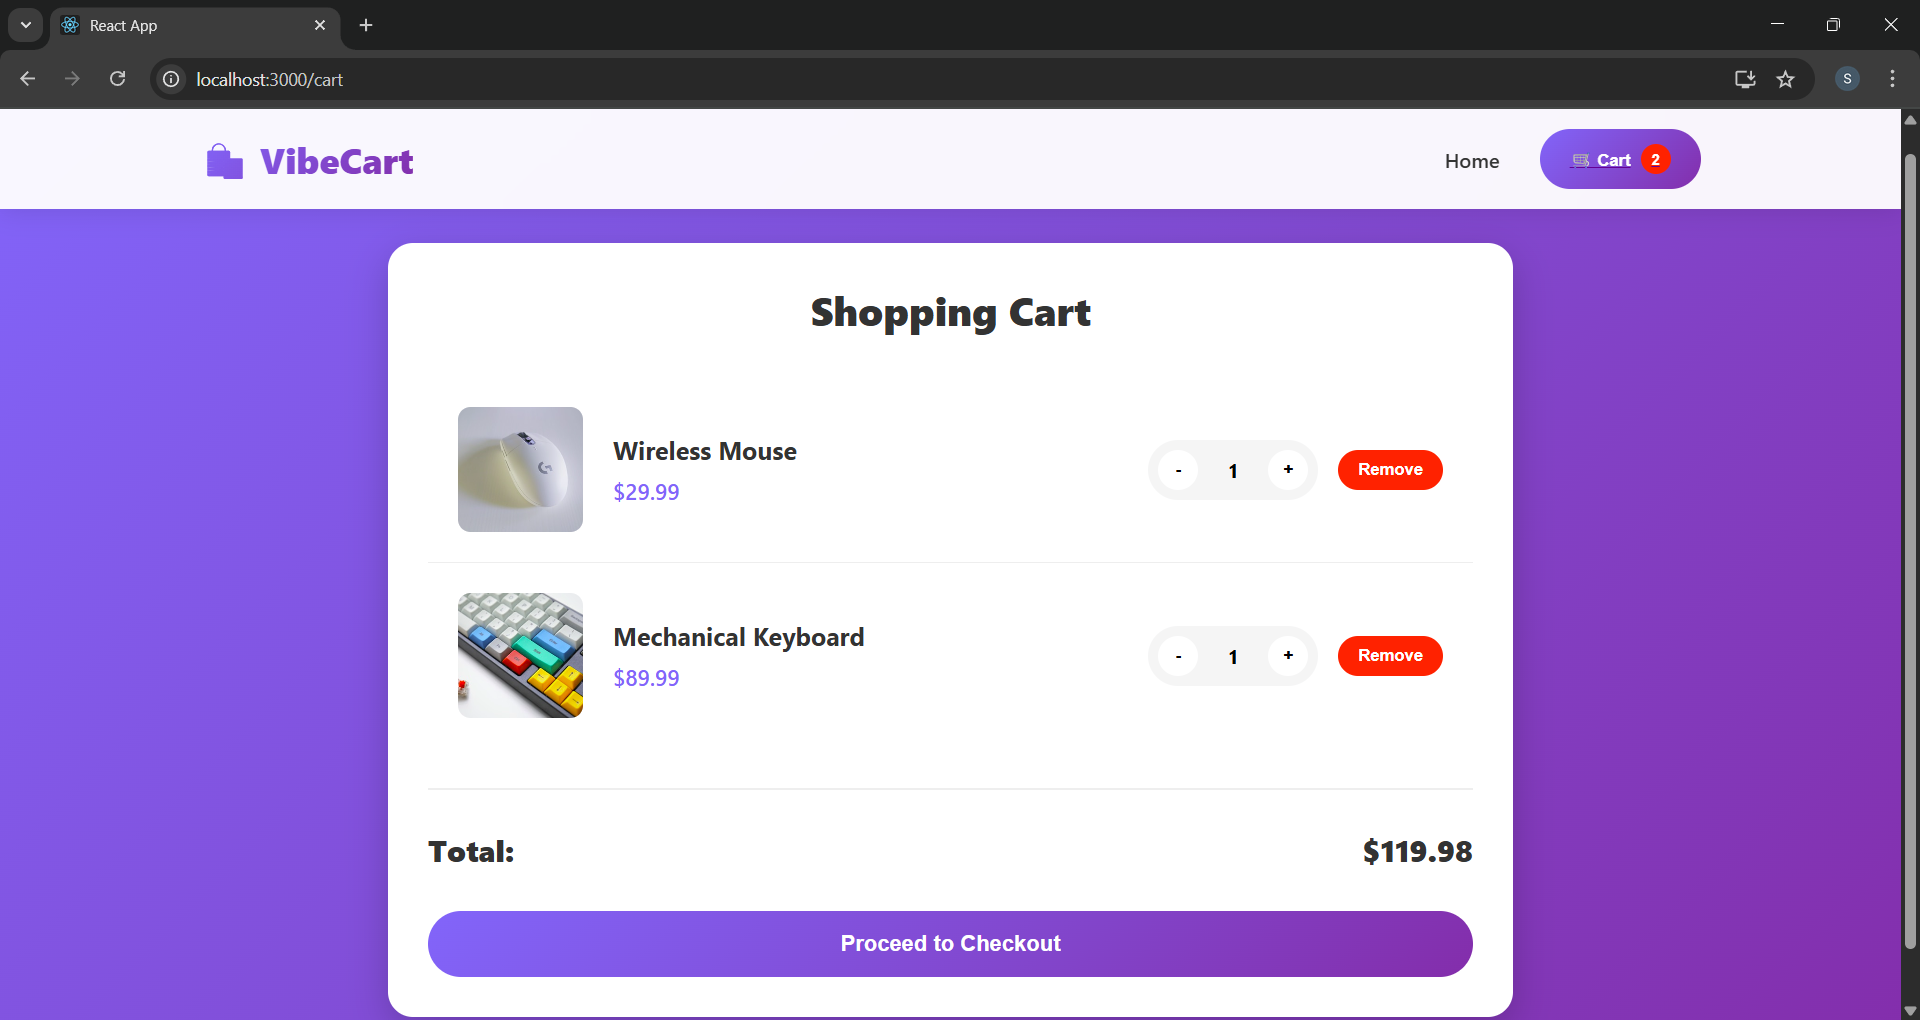 React App
localhost:3000/cart
S
VibeCart
Home
Cart 2
Shopping Cart
Wireless Mouse
$29.99
- 1 +
Remove
Mechanical Keyboard
$89.99
- 1 +
Remove
Total:
$119.98
Proceed to Checkout